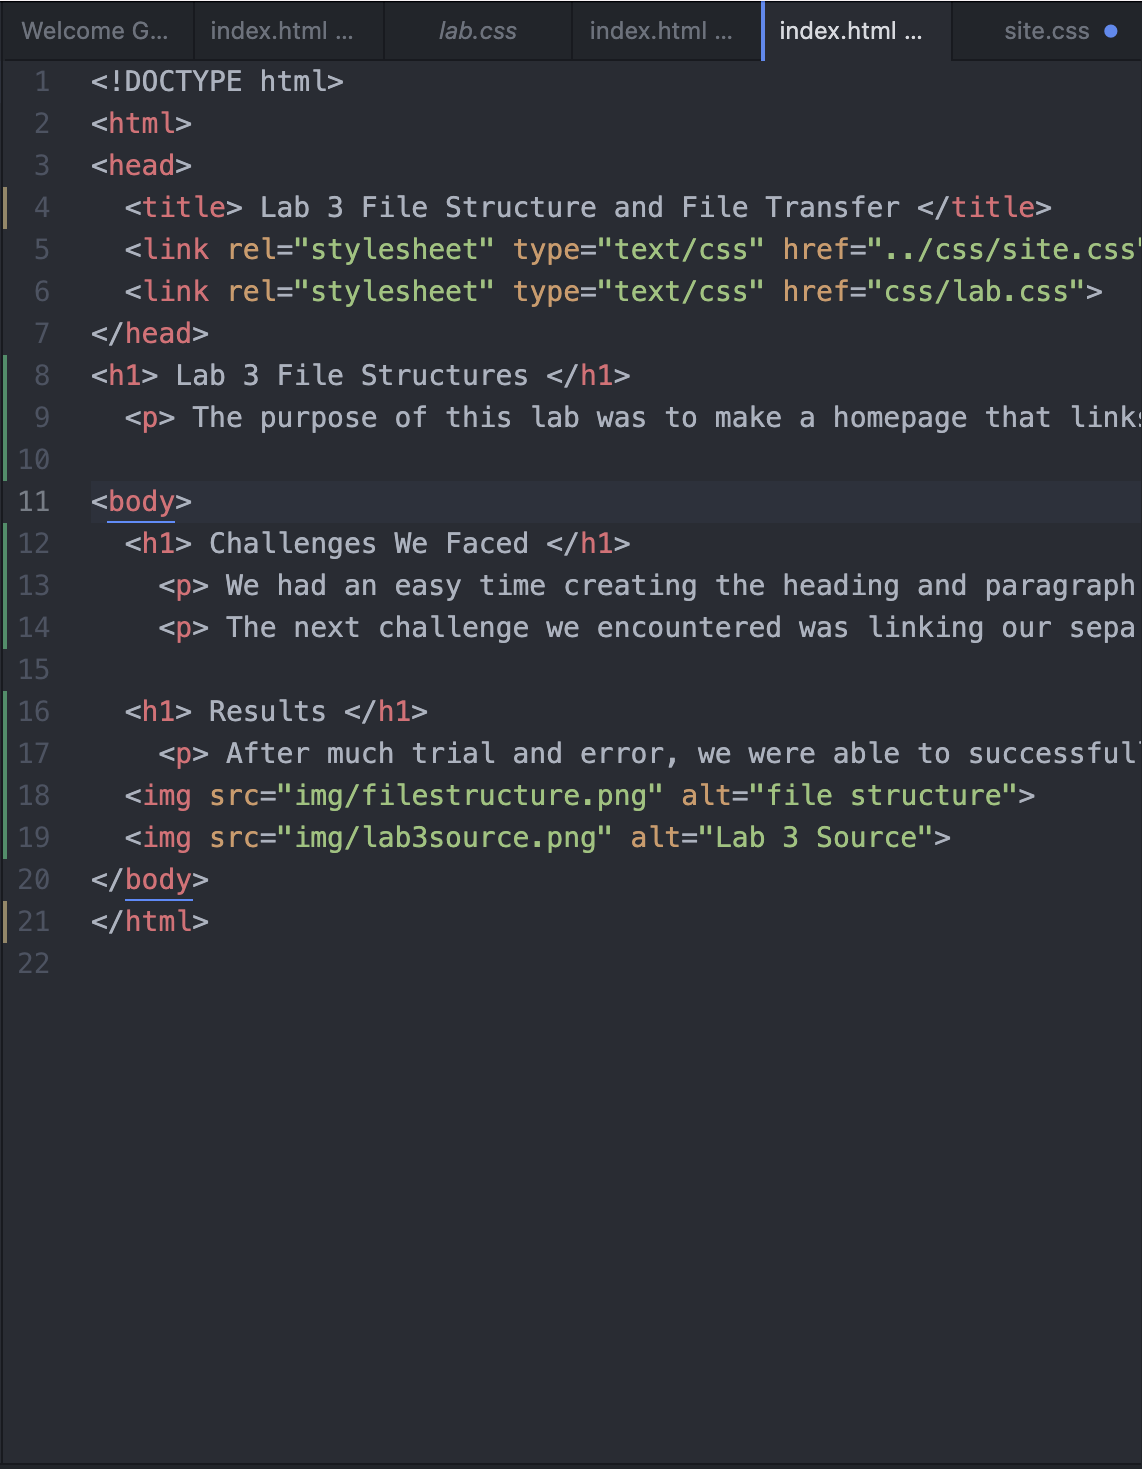 Welcome G... index.html ... lab.css index.html ... index.html ... site.css
1 <!DOCTYPE html>
2 <html>
3 <head>
4 <title> Lab 3 File Structure and File Transfer </title>
5 <link rel="stylesheet" type="text/css" href="../css/site.css"
6 <link rel="stylesheet" type="text/css" href="css/lab.css">
7 </head>
8 <h1> Lab 3 File Structures </h1>
9 <p> The purpose of this lab was to make a homepage that links
10
11 <body>
12 <h1> Challenges We Faced </h1>
13 <p> We had an easy time creating the heading and paragraph
14 <p> The next challenge we encountered was linking our sepa
15
16 <h1> Results </h1>
17 <p> After much trial and error, we were able to successful
18 <img src="img/filestructure.png" alt="file structure">
19 <img src="img/lab3source.png" alt="Lab 3 Source">
20 </body>
21 </html>
22